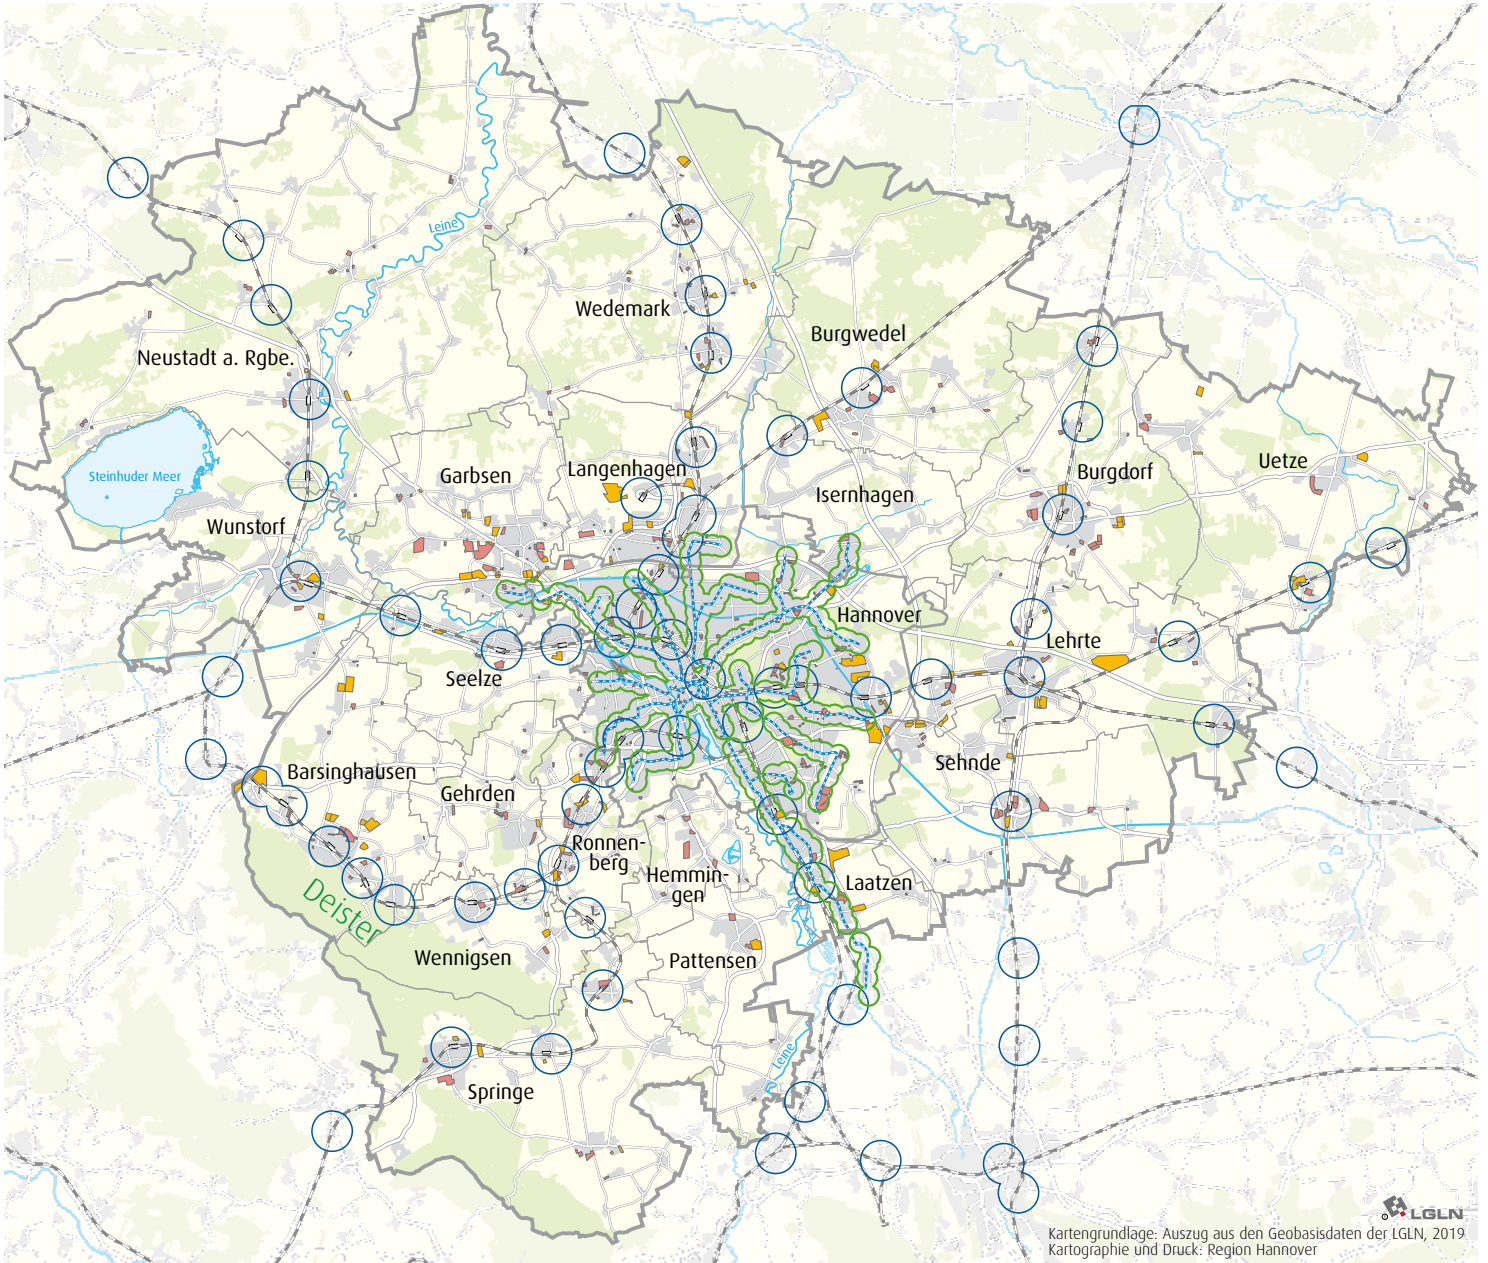 Leine
Wedemark
Burgwedel
Neustadt a. Rgbe.
Steinhuder Meer
Garbsen
Langenhagen
Isernhagen
Burgdorf
Uetze
Wunstorf
Hannover
Lehrte
Seelze
Sehnde
Barsinghausen
Gehrden
Ronnen-
berg
Hemmin-
gen
Laatzen
Deister
Wennigsen
Pattensen
Leine
Springe
LGLN
Kartengrundlage: Auszug aus den Geobasisdaten der LGLN, 2019
Kartographie und Druck: Region Hannover